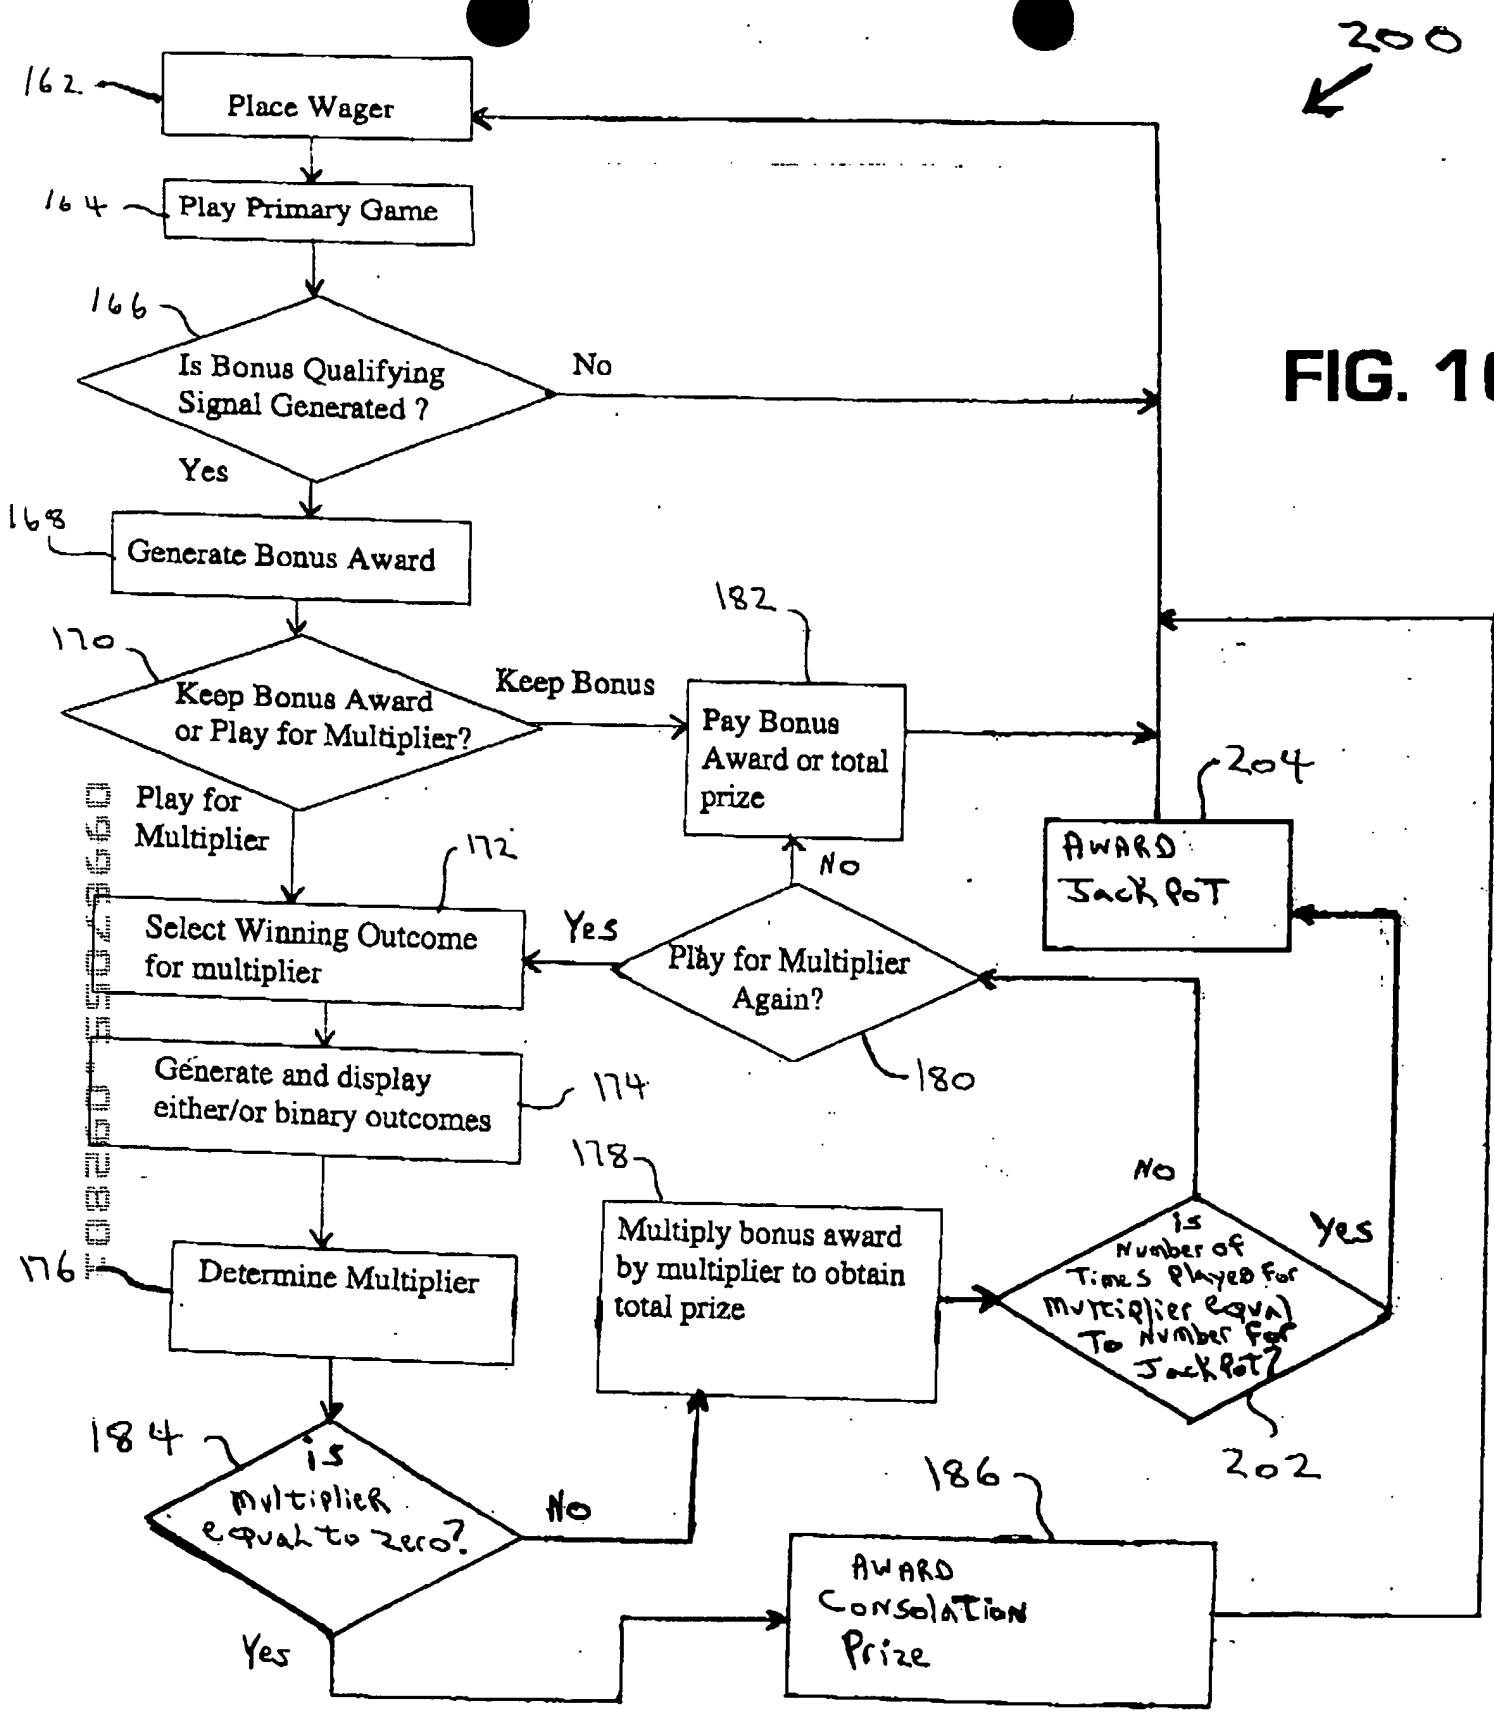 200
162
Place Wager
164
Play Primary Game
166
Is Bonus Qualifying
Signal Generated ?
No
FIG. 10
Yes
168
Generate Bonus Award
182
170
Keep Bonus Award
or Play for Multiplier?
Keep Bonus
Pay Bonus
Award or total
prize
204
Play for
Multiplier
AWARD
JackPoT
172
No
Select Winning Outcome
for multiplier
Yes
Play for Multiplier
Again?
180
Generate and display
either/or binary outcomes
174
178
No
176
Determine Multiplier
Multiply bonus award
by multiplier to obtain
total prize
is
Number of
Times Played For
Multiplier equal
To Number For
JackPoT?
Yes
202
184
is
Multiplier
equal to zero?
No
186
AWARD
Consolation
Prize
Yes